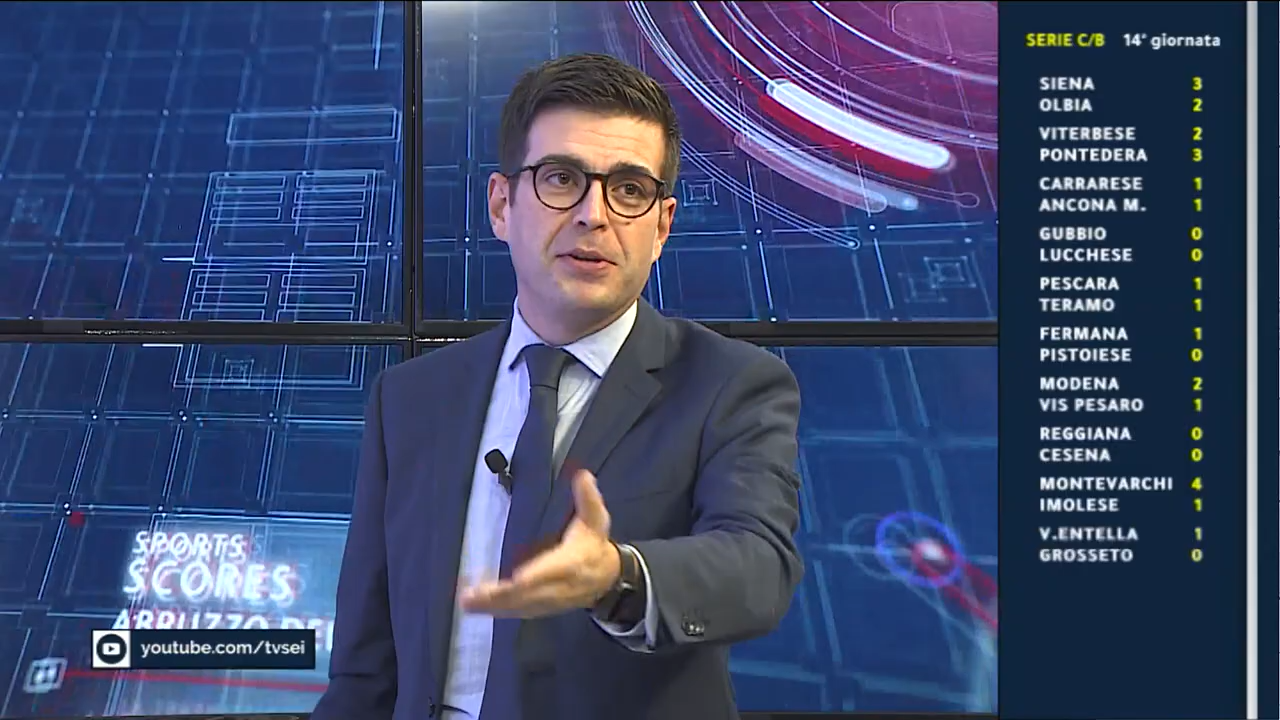 SERIE C/B 14ª giornata
SIENA 3
OLBIA 2
VITERBESE 2
PONTEDERA 3
CARRARESE 1
ANCONA M. 1
GUBBIO 0
LUCCHESE 0
PESCARA 1
TERAMO 1
FERMANA 1
PISTOIESE 0
MODENA 2
VIS PESARO 1
REGGIANA 0
CESENA 0
MONTEVARCHI 4
IMOLESE 1
V.ENTELLA 1
GROSSETO 0
SPORTS
SCORES
ABRUZZO DEL
youtube.com/tvsei